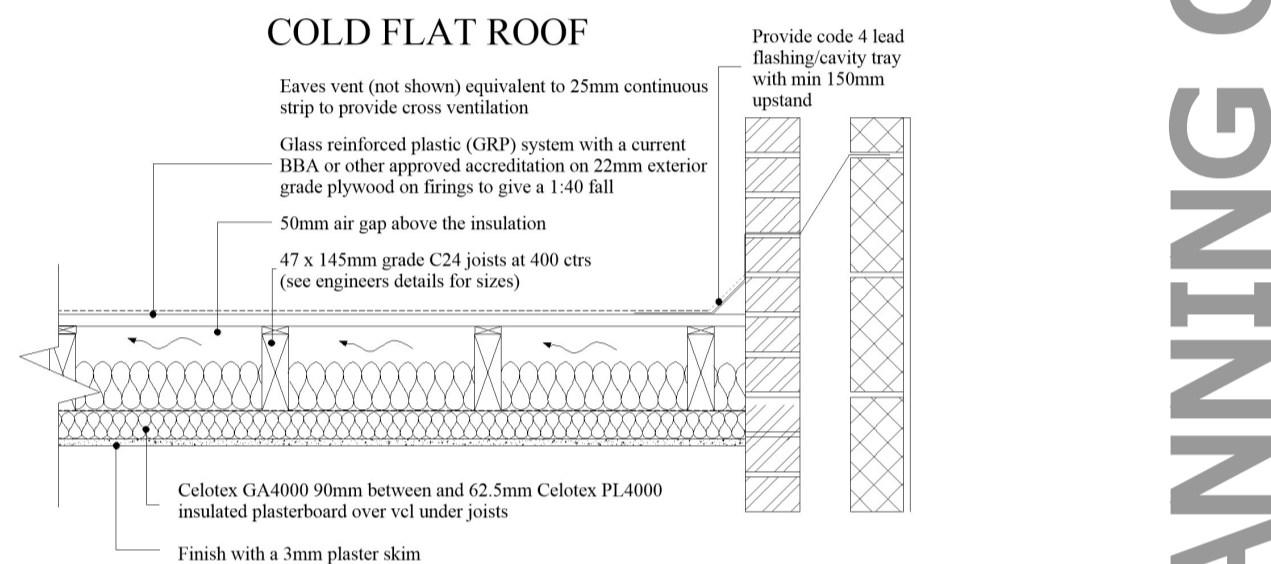 COLD FLAT ROOF
Provide code 4 lead
flashing/cavity tray
with min 150mm
upstand
Eaves vent (not shown) equivalent to 25mm continuous
strip to provide cross ventilation
Glass reinforced plastic (GRP) system with a current
BBA or other approved accreditation on 22mm exterior
grade plywood on firings to give a 1:40 fall
50mm air gap above the insulation
47 x 145mm grade C24 joists at 400 ctrs
(see engineers details for sizes)
Celotex GA4000 90mm between and 62.5mm Celotex PL4000
insulated plasterboard over vcl under joists
Finish with a 3mm plaster skim
ANNING